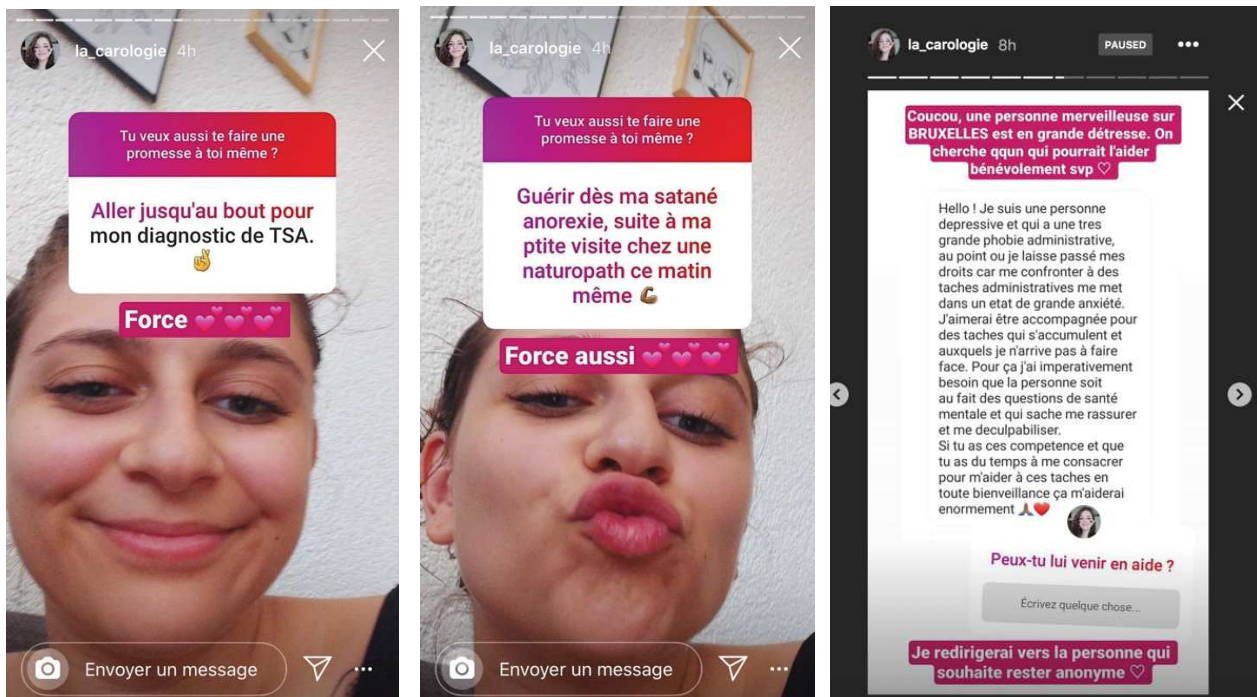 la_carologie 4h
Tu veux aussi te faire une
promesse à toi même ?
Aller jusqu'au bout pour
mon diagnostic de TSA.
Force
Envoyer un message
la_carologie 4h
Tu veux aussi te faire une
promesse à toi même ?
Guérir dès ma satané
anorexie, suite à ma
ptite visite chez une
naturopath ce matin
même
Force aussi
Envoyer un message
la_carologie 8h
PAUSED
Coucou, une personne merveilleuse sur
BRUXELLES est en grande détresse. On
cherche qqun qui pourrait l'aider
bénévolement svp ♡
Hello ! Je suis une personne
depressive et qui a une tres
grande phobie administrative,
au point ou je laisse passé mes
droits car me confronter à des
taches administratives me met
dans un etat de grande anxiété.
J'aimerai être accompagnée pour
des taches qui s'accumulent et
auxquels je n'arrive pas à faire
face. Pour ça j'ai imperativement
besoin que la personne soit
au fait des questions de santé
mentale et qui sache me rassurer
et me deculpabiliser.
Si tu as ces competence et que
tu as du temps à me consacrer
pour m'aider à ces taches en
toute bienveillance ça m'aiderai
enormement
Peux-tu lui venir en aide ?
Écrivez quelque chose...
Je redirigerai vers la personne qui
souhaite rester anonyme ♡